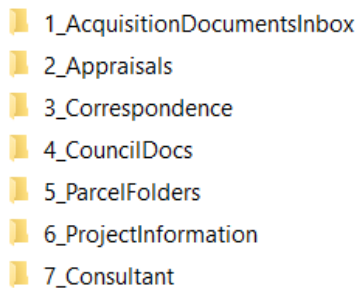 1_AcquisitionDocumentsInbox
2_Appraisals
3_Correspondence
4_CouncilDocs
5_ParcelFolders
6_ProjectInformation
7_Consultant